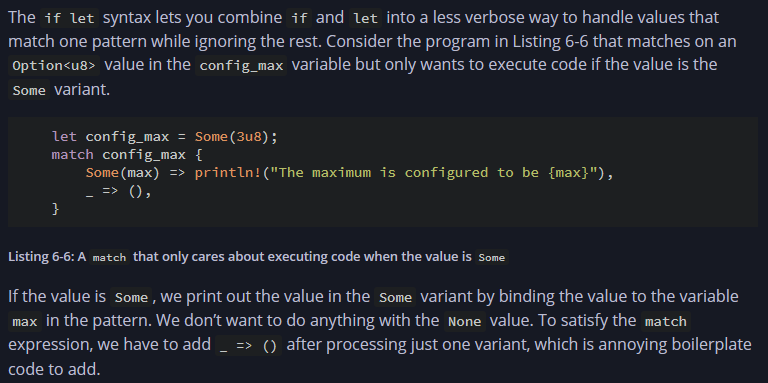 The if let syntax lets you combine if and let into a less verbose way to handle values that
match one pattern while ignoring the rest. Consider the program in Listing 6-6 that matches on an
Option<u8> value in the config_max variable but only wants to execute code if the value is the
Some variant.
let config_max = Some(3u8);
match config_max {
Some(max) => println!("The maximum is configured to be {max}"),
_ => (),
}
Listing 6-6: A match that only cares about executing code when the value is Some
If the value is Some, we print out the value in the Some variant by binding the value to the variable
max in the pattern. We don’t want to do anything with the None value. To satisfy the match
expression, we have to add _ => () after processing just one variant, which is annoying boilerplate
code to add.